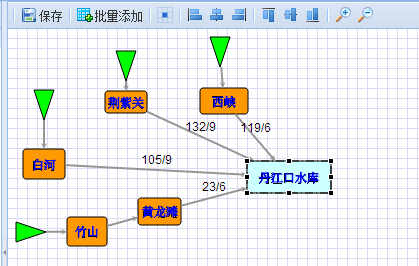 保存 批量添加
荆紫关
西峡
132/9
119/6
白河
105/9
丹江口水库
23/6
黄龙滩
竹山